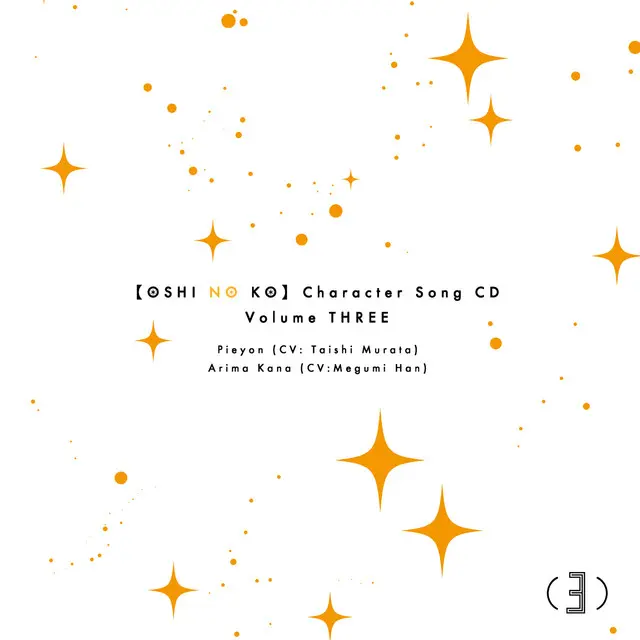 【OSHI NO KO】Character Song CD
Volume THREE
Pieyon (CV: Taishi Murata)
Arima Kana (CV:Megumi Han)
(3)